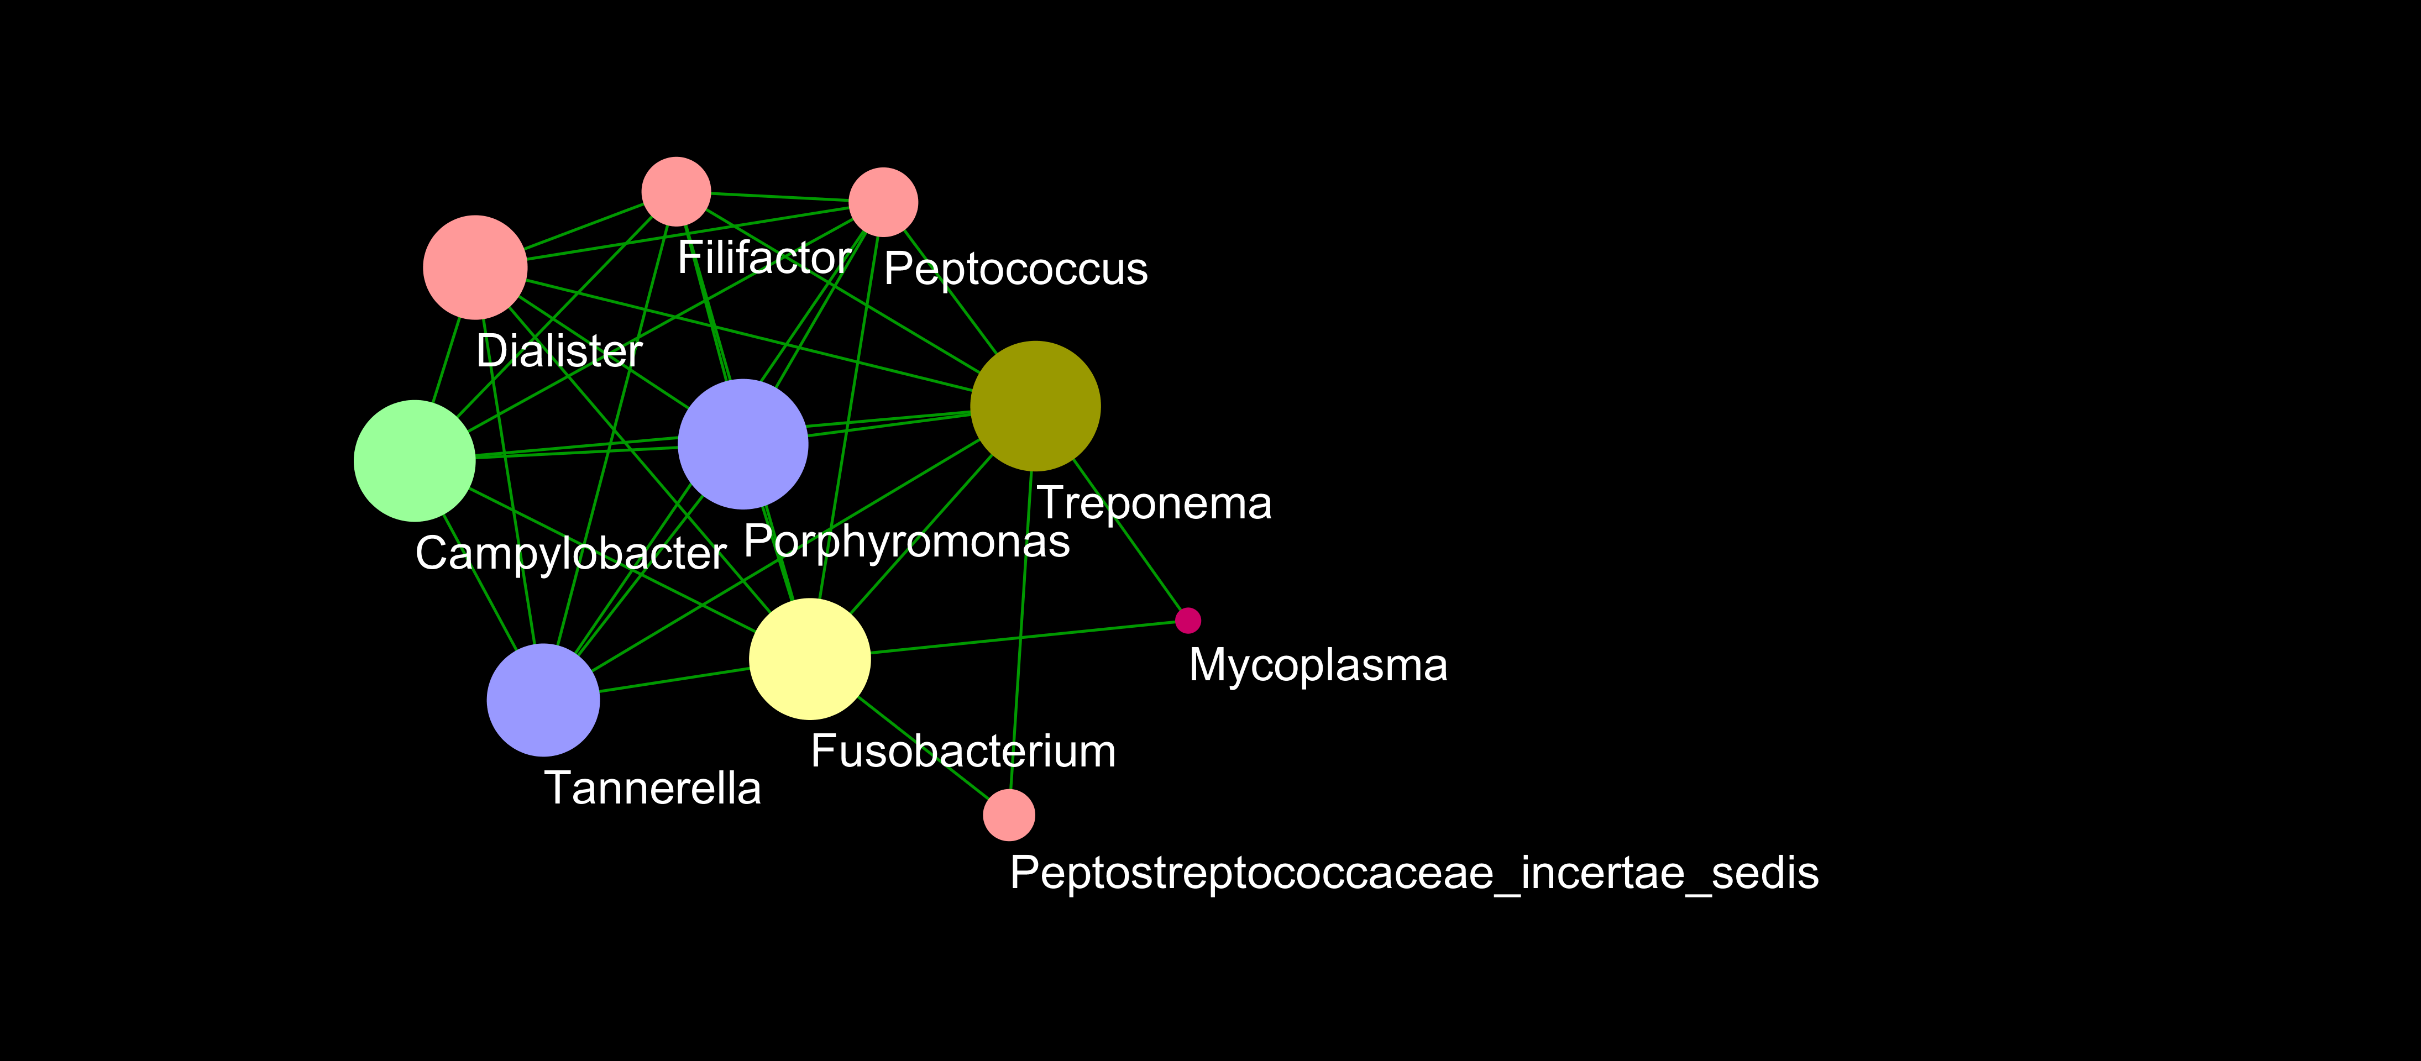 Filifactor
Peptococcus
Dialister
Treponema
Porphyromonas
Campylobacter
Mycoplasma
Fusobacterium
Tannerella
Peptostreptococcaceae_incertae_sedis